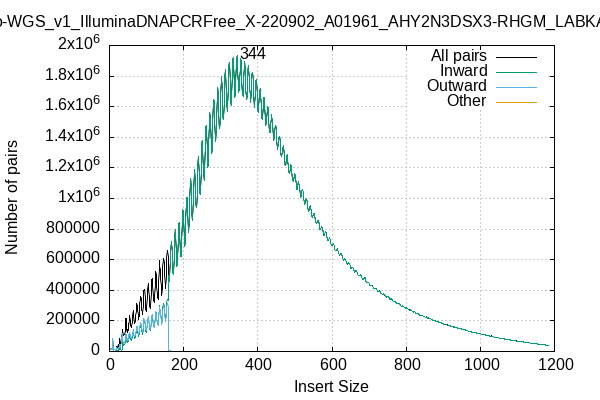 o-WGS_v1_IlluminaDNAPCRFree_X-220902_A01961_AHY2N3DSX3-RHGM_LABKA
2x10^6
1.8x10^6
1.6x10^6
1.4x10^6
1.2x10^6
1x10^6
800000
600000
400000
200000
0
Number of pairs
344
All pairs
Inward
Outward
Other
0 200 400 600 800 1000 1200
Insert Size